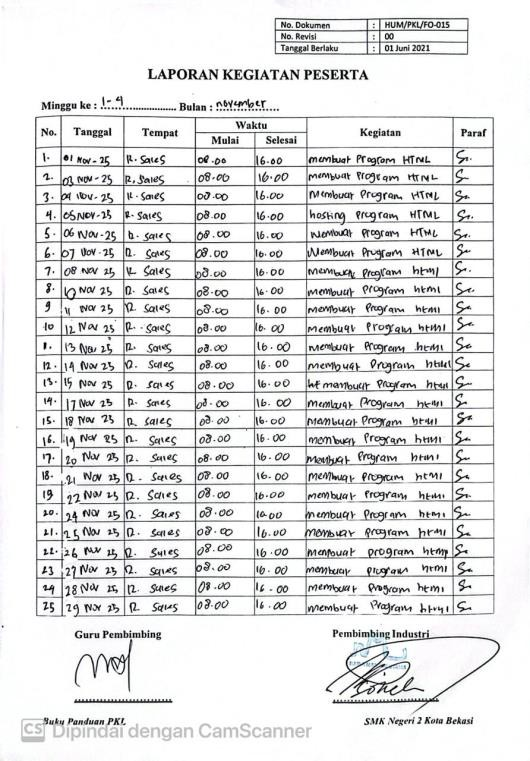 No. Dokumen : HUM/PKL/FO-015
No. Revisi : 00
Tanggal Berlaku : 01 Juni 2021
LAPORAN KEGIATAN PESERTA
Minggu ke : 1-4 Bulan : november
No. Tanggal Tempat Waktu Kegiatan Paraf
Mulai Selesai
1. 01 Nov-25 R. Sales 08.00 16.00 membuat Program HTML
2. 03 Nov-25 R. Sales 08.00 16.00 membuat Program HTML
3. 04 Nov-25 R. Sales 08.00 16.00 Membuat Program HTML
4. 05 Nov-25 R. Sales 08.00 16.00 hosting Program HTML
5. 06 Nov-25 R. Sales 08.00 16.00 Membuat Program HTML
6. 07 Nov-25 R. Sales 08.00 16.00 Membuat Program HTML
7. 08 Nov 25 R. Sales 08.00 16.00 membuat Program html
8. 10 Nov 25 R. Sales 08.00 16.00 membuat Program html
9 11 Nov 25 R. Sales 08.00 16.00 membuat Program html
10 12 Nov 25 R. Sales 08.00 16.00 membuat Program html
11. 13 Nov 25 R. Sales 08.00 16.00 membuat Program html
12. 14 Nov 25 R. Sales 08.00 16.00 membuat Program html
13. 15 Nov 25 R. Sales 08.00 16.00 membuat Program html
14. 17 Nov 25 R. Sales 08.00 16.00 membuat Program html
15. 18 Nov 25 R. Sales 08.00 16.00 membuat Program html
16. 19 Nov 25 R. Sales 08.00 16.00 membuat Program html
17. 20 Nov 25 R. Sales 08.00 16.00 membuat Program html
18. 21 Nov 25 R. Sales 08.00 16.00 membuat Program html
19 22 Nov 25 R. Sales 08.00 16.00 membuat Program html
20. 24 Nov 25 R. Sales 08.00 16.00 membuat Program html
21. 25 Nov 25 R. Sales 08.00 16.00 membuat program html
22. 26 Nov 25 R. Sales 08.00 16.00 membuat program html
23 27 Nov 25 R. Sales 08.00 16.00 membuat program html
24 28 Nov 25 R. Sales 08.00 16.00 membuat Program html
25 29 Nov 25 R. Sales 08.00 16.00 membuat Program html
Guru Pembimbing Pembimbing Industri
Buku Panduan PKL SMK Negeri 2 Kota Bekasi
CS Dipindai dengan CamScanner